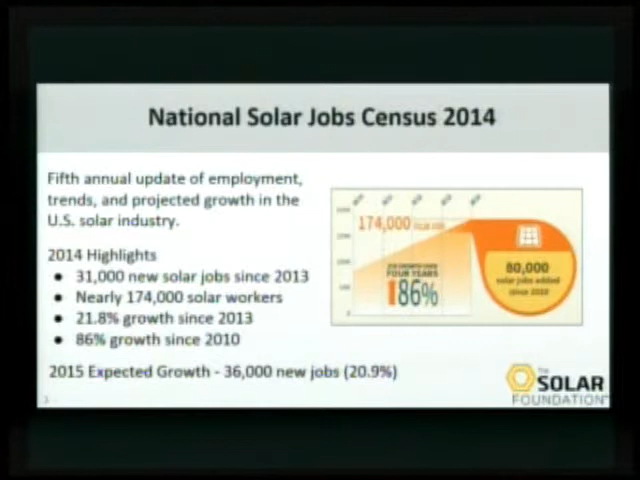 National Solar Jobs Census 2014
Fifth annual update of employment,
trends, and projected growth in the
U.S. solar industry.
2014 Highlights
● 31,000 new solar jobs since 2013
● Nearly 174,000 solar workers
● 21.8% growth since 2013
● 86% growth since 2010
2015 Expected Growth - 36,000 new jobs (20.9%)
174,000
FOUR YEARS
86%
80,000
solar jobs added
since 2010
THE
SOLAR
FOUNDATION
3